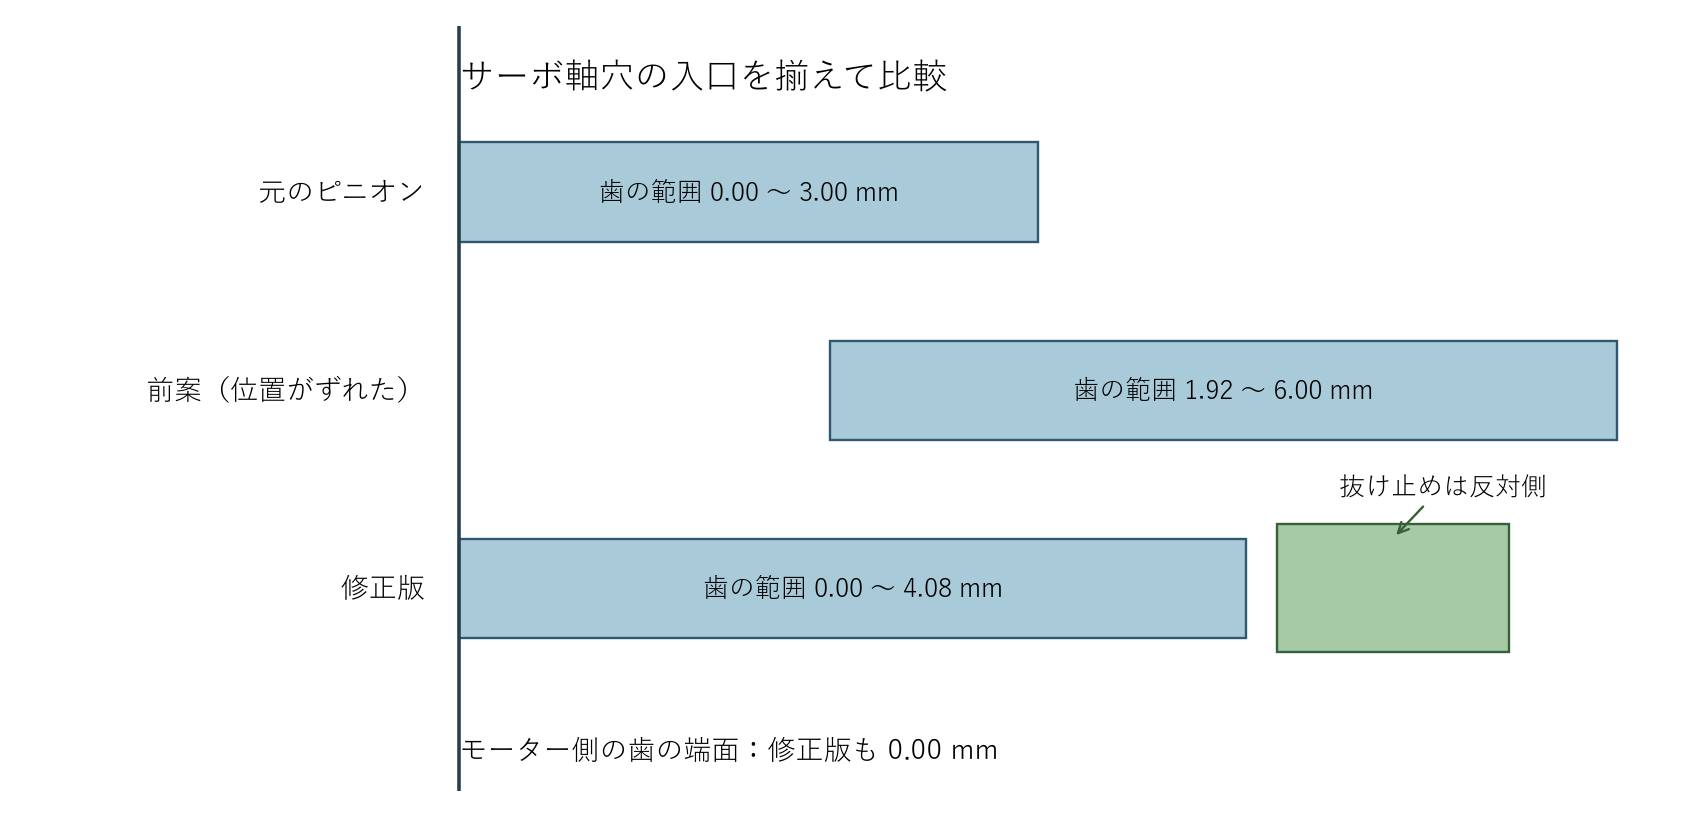 サーボ軸穴の入口を揃えて比較
元のピニオン
歯の範囲 0.00 〜 3.00 mm
前案（位置がずれた）
歯の範囲 1.92 〜 6.00 mm
抜け止めは反対側
修正版
歯の範囲 0.00 〜 4.08 mm
モーター側の歯の端面：修正版も 0.00 mm